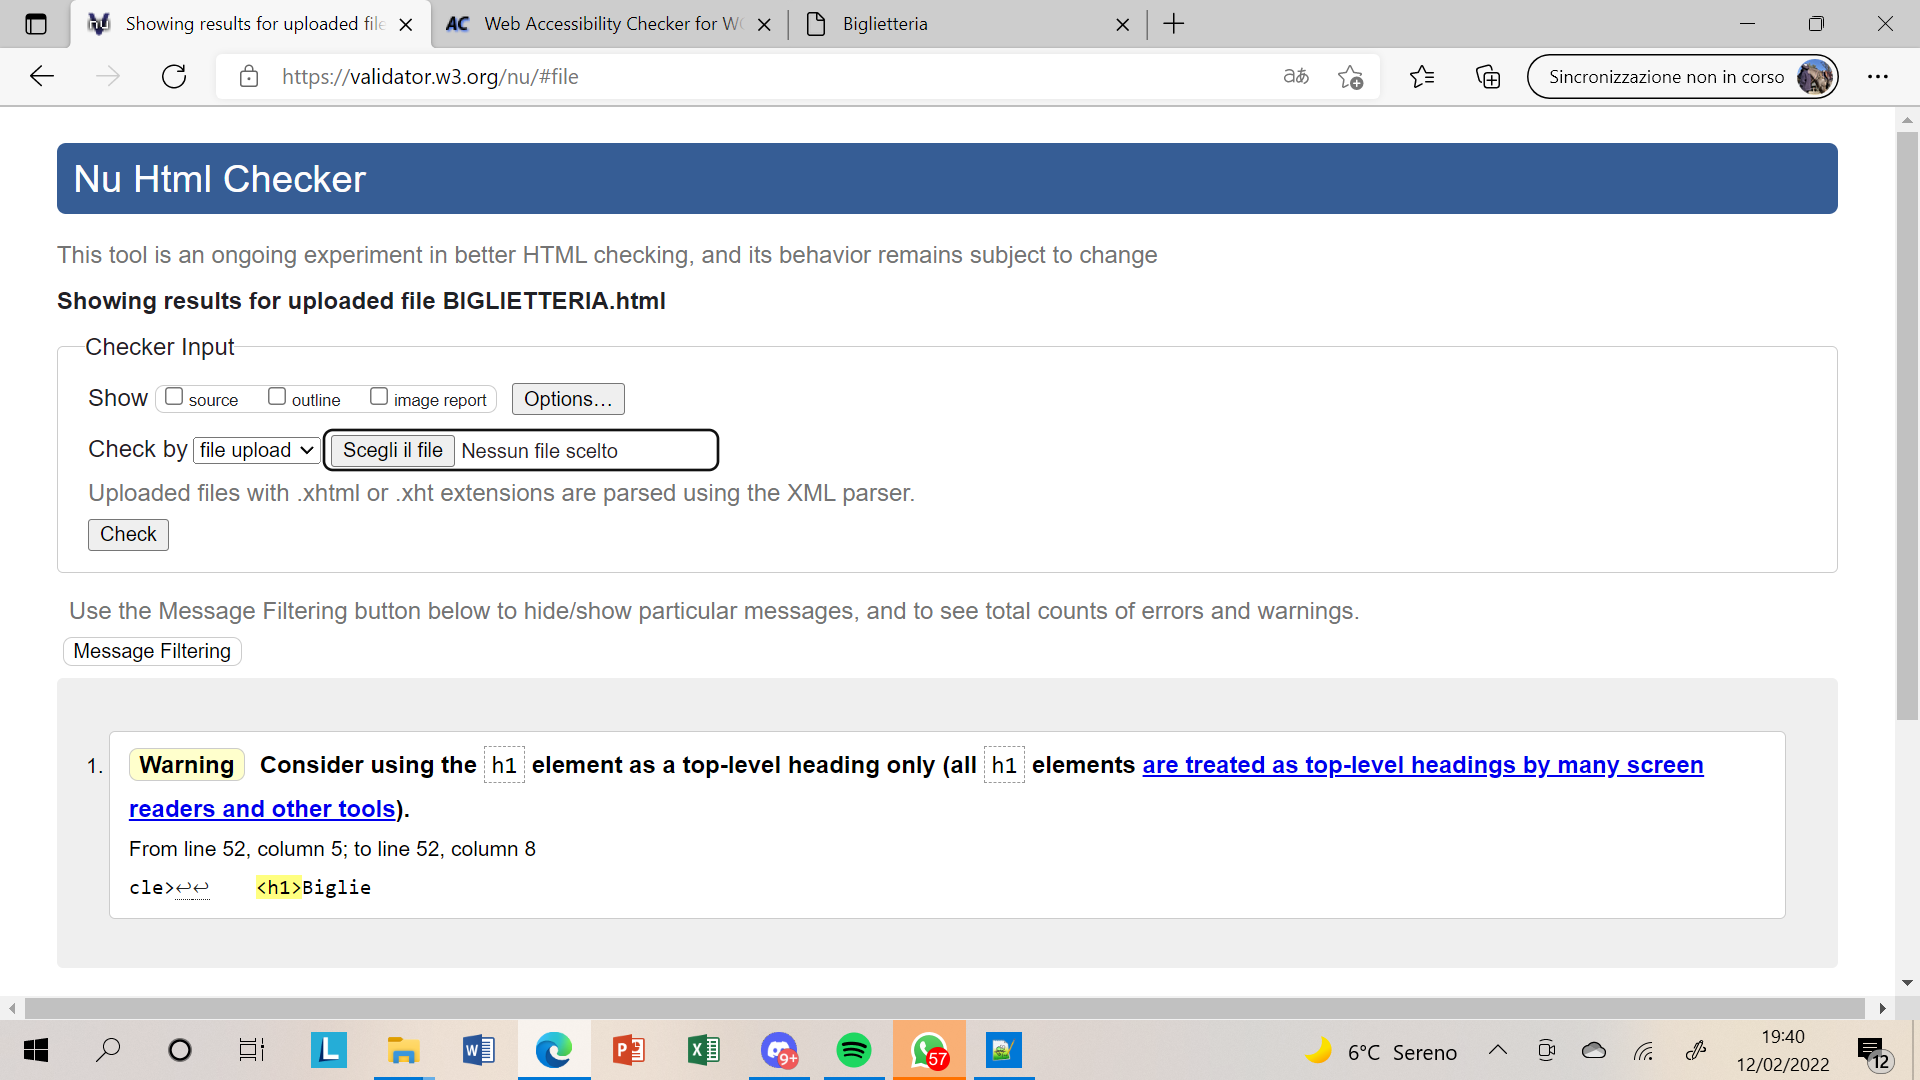 Showing results for uploaded file
Web Accessibility Checker for WC
Biglietteria
https://validator.w3.org/nu/#file
aあ
Sincronizzazione non in corso
Nu Html Checker
This tool is an ongoing experiment in better HTML checking, and its behavior remains subject to change
Showing results for uploaded file BIGLIETTERIA.html
Checker Input
Show source outline image report Options...
Check by file upload Scegli il file Nessun file scelto
Uploaded files with .xhtml or .xht extensions are parsed using the XML parser.
Check
Use the Message Filtering button below to hide/show particular messages, and to see total counts of errors and warnings.
Message Filtering
1. Warning Consider using the h1 element as a top-level heading only (all h1 elements are treated as top-level headings by many screen
readers and other tools).
From line 52, column 5; to line 52, column 8
cle>↩↩ <h1>Biglie
9+
57
6°C Sereno
19:40
12/02/2022
12